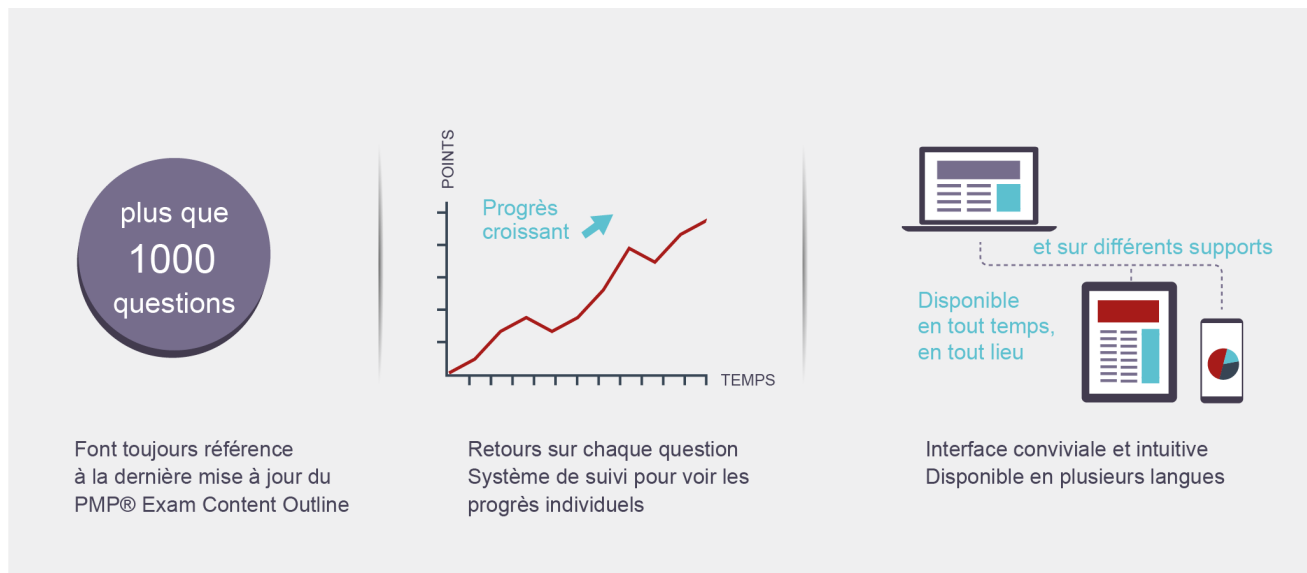 plus que
1000
questions
Font toujours référence
à la dernière mise à jour du
PMP® Exam Content Outline
POINTS
Progrès
croissant
TEMPS
Retours sur chaque question
Système de suivi pour voir les
progrès individuels
et sur différents supports
Disponible
en tout temps,
en tout lieu
Interface conviviale et intuitive
Disponible en plusieurs langues